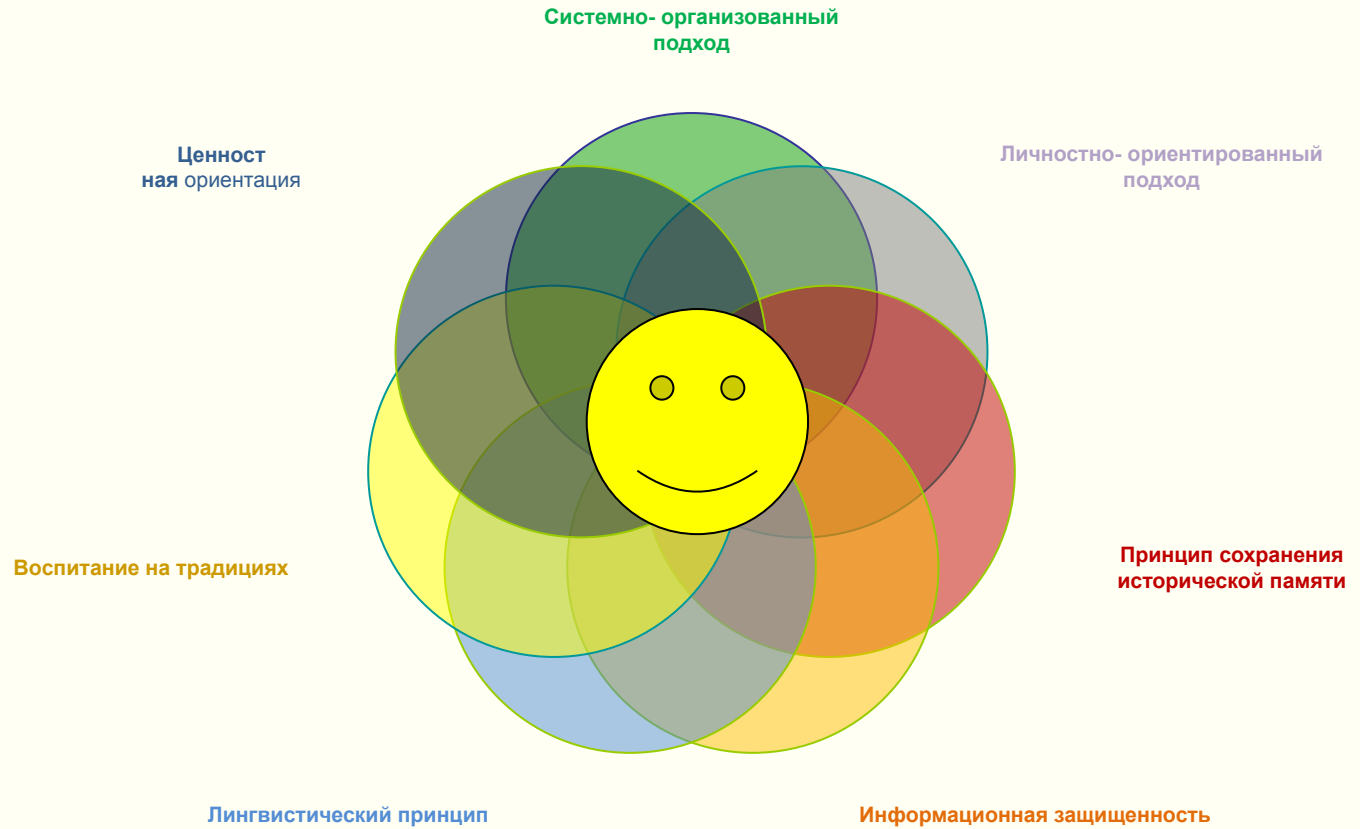 Системно- организованный
подход
Ценност
ная ориентация
Личностно- ориентированный
подход
Принцип сохранения
исторической памяти
Воспитание на традициях
Лингвистический принцип
Информационная защищенность